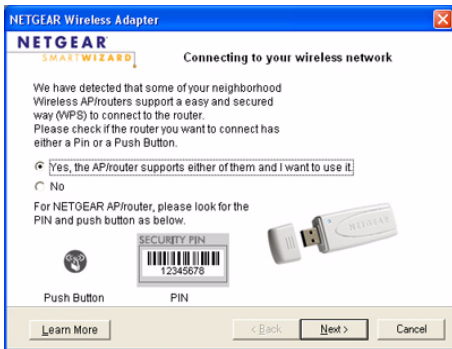 NETGEAR Wireless Adapter
NETGEAR
SMARTWIZARD
Connecting to your wireless network
We have detected that some of your neighborhood
Wireless AP/routers support a easy and secured
way (WPS) to connect to the router.
Please check if the router you want to connect has
either a Pin or a Push Button.
Yes, the AP/router supports either of them and I want to use it.
No
For NETGEAR AP/router, please look for the
PIN and push button as below.
SECURITY PIN
12345678
NETGEAR
Push Button
PIN
Learn More
< Back
Next >
Cancel